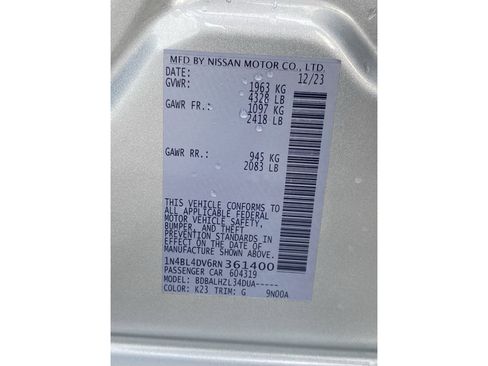 MFD BY NISSAN MOTOR CO., LTD.
DATE: 12/23
GVWR: 1963 KG
4328 LB
GAWR FR.: 1097 KG
2418 LB
GAWR RR.: 945 KG
2083 LB
THIS VEHICLE CONFORMS TO
ALL APPLICABLE FEDERAL
MOTOR VEHICLE SAFETY,
BUMPER, AND THEFT
PREVENTION STANDARDS IN
EFFECT ON THE DATE OF
MANUFACTURE SHOWN ABOVE.
1N4BL4DV6RN361400
PASSENGER CAR 604319
MODEL: BDBALHZL34DUA-----
COLOR: K23 TRIM: G 9N00A